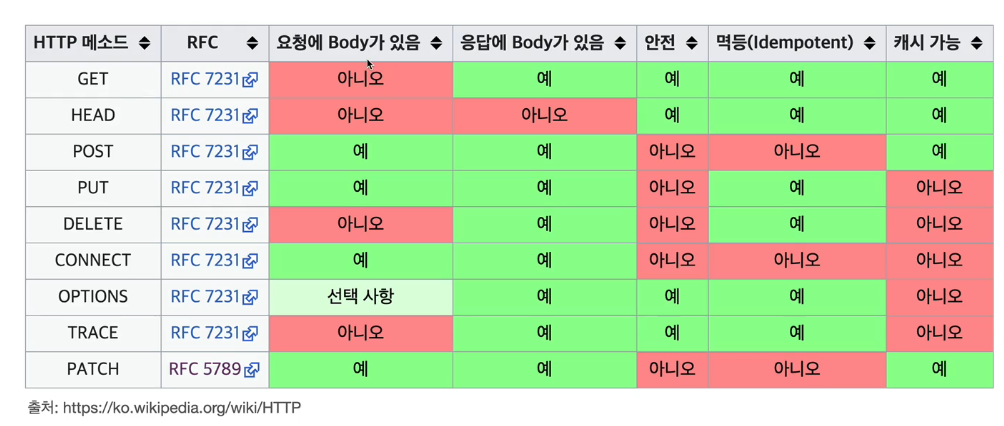 HTTP 메소드 RFC 요청에 Body가 있음 응답에 Body가 있음 안전 멱등(Idempotent) 캐시 가능
GET RFC 7231 아니오 예 예 예 예
HEAD RFC 7231 아니오 아니오 예 예 예
POST RFC 7231 예 예 아니오 아니오 예
PUT RFC 7231 예 예 아니오 예 아니오
DELETE RFC 7231 아니오 예 아니오 예 아니오
CONNECT RFC 7231 예 예 아니오 아니오 아니오
OPTIONS RFC 7231 선택 사항 예 예 예 아니오
TRACE RFC 7231 아니오 예 예 예 아니오
PATCH RFC 5789 예 예 아니오 아니오 예
출처: https://ko.wikipedia.org/wiki/HTTP